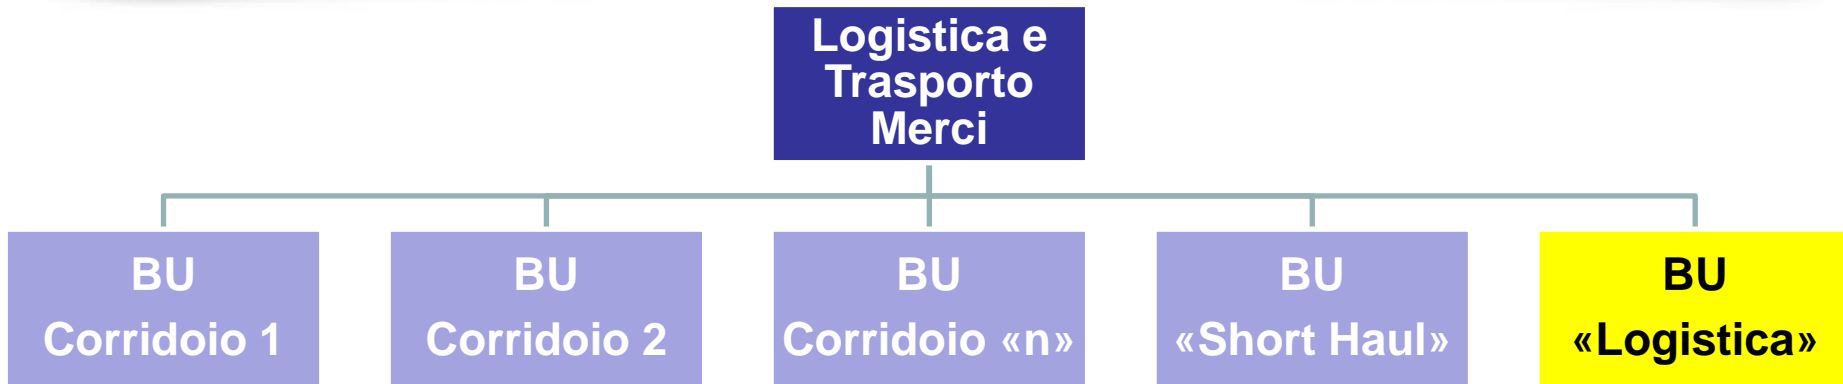 Logistica e
Trasporto
Merci
BU
Corridoio 1
BU
Corridoio 2
BU
Corridoio «n»
BU
«Short Haul»
BU
«Logistica»